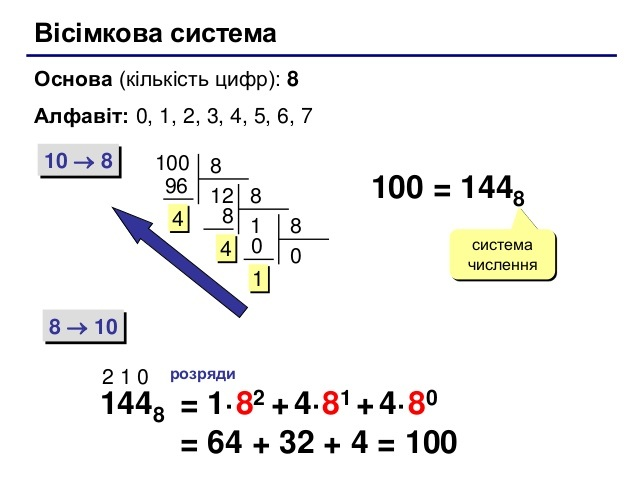 Вісімкова система
Основа (кількість цифр): 8
Алфавіт: 0, 1, 2, 3, 4, 5, 6, 7
10 → 8
100 8
96 12 8
4 8 1 8
4 0 0
1
100 = 144₈
система
числення
8 → 10
2 1 0 розряди
144₈ = 1·8² + 4·8¹ + 4·8⁰
= 64 + 32 + 4 = 100